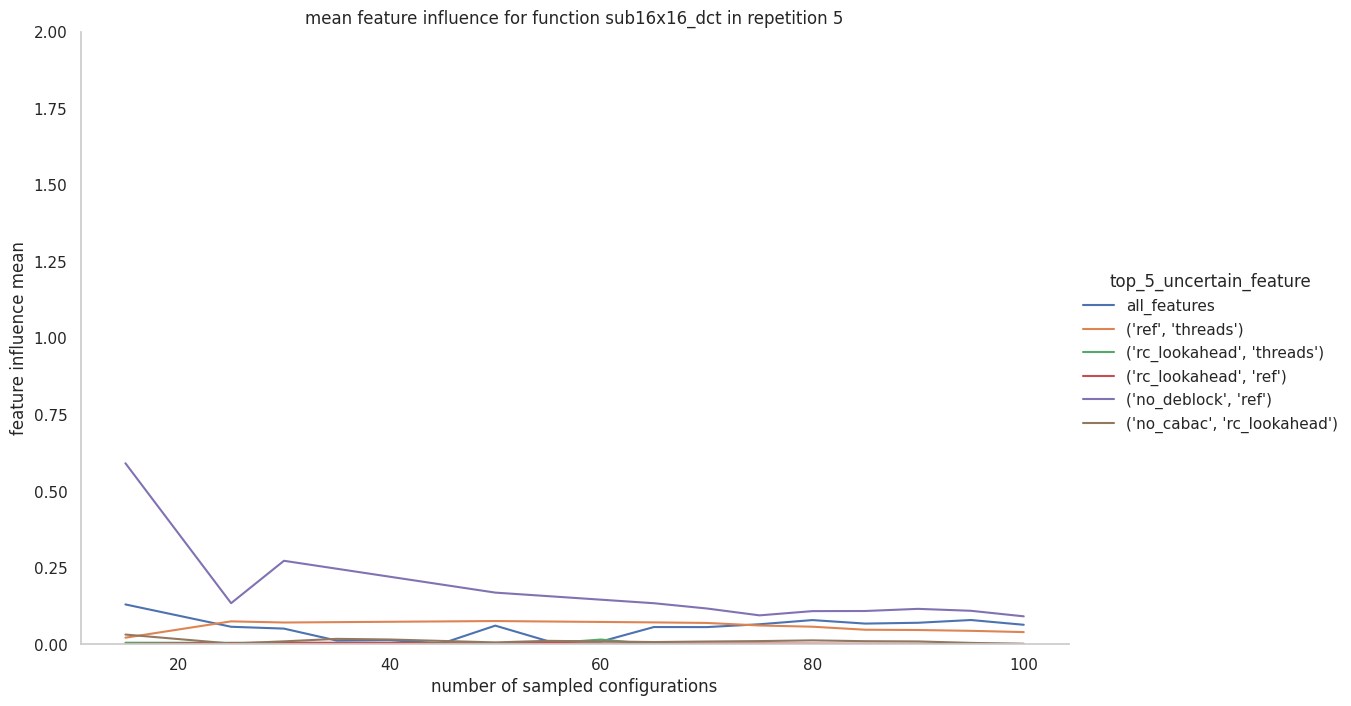 mean feature influence for function sub16x16_dct in repetition 5
2.00
1.75
1.50
1.25
1.00
0.75
0.50
0.25
0.00
feature influence mean
20
40
60
80
100
number of sampled configurations
top_5_uncertain_feature
all_features
('ref', 'threads')
('rc_lookahead', 'threads')
('rc_lookahead', 'ref')
('no_deblock', 'ref')
('no_cabac', 'rc_lookahead')